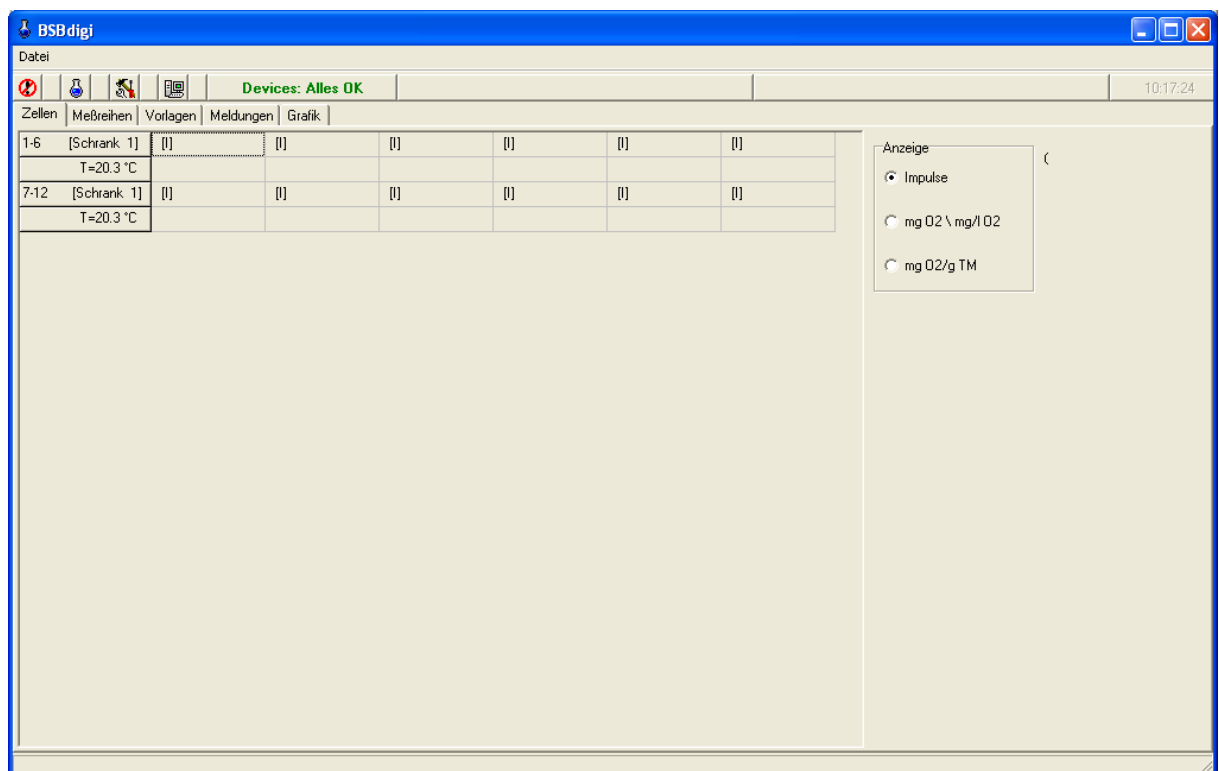 BSBdigi
Datei
Devices: Alles OK 10:17:24
Zellen Meßreihen Vorlagen Meldungen Grafik
1-6 [Schrank 1] [I] [I] [I] [I] [I] [I]
T=20.3 °C
7-12 [Schrank 1] [I] [I] [I] [I] [I] [I]
T=20.3 °C
Anzeige
(
Impulse
mg O2 \ mg/l O2
mg O2/g TM